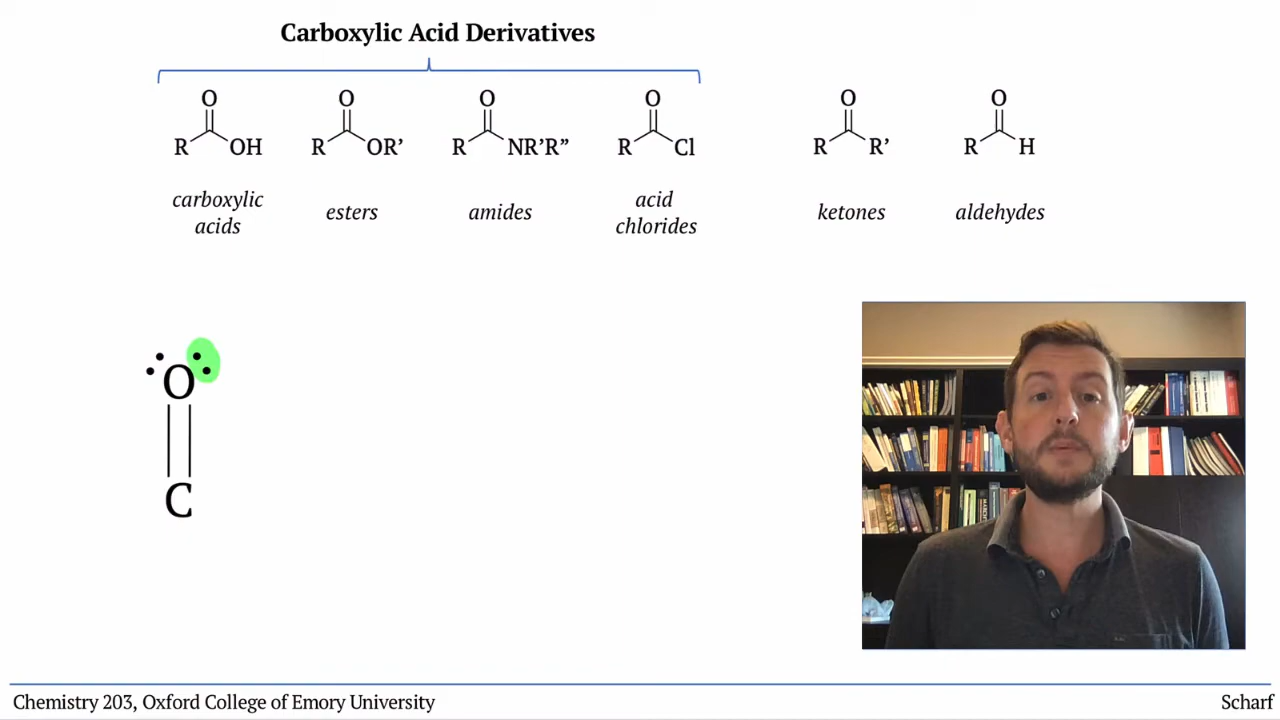 Carboxylic Acid Derivatives
O O O O O O
R OH R OR’ R NR’R” R Cl R R’ R H
carboxylic acids
esters
amides
acid chlorides
ketones
aldehydes
O
C
Chemistry 203, Oxford College of Emory University
Scharf